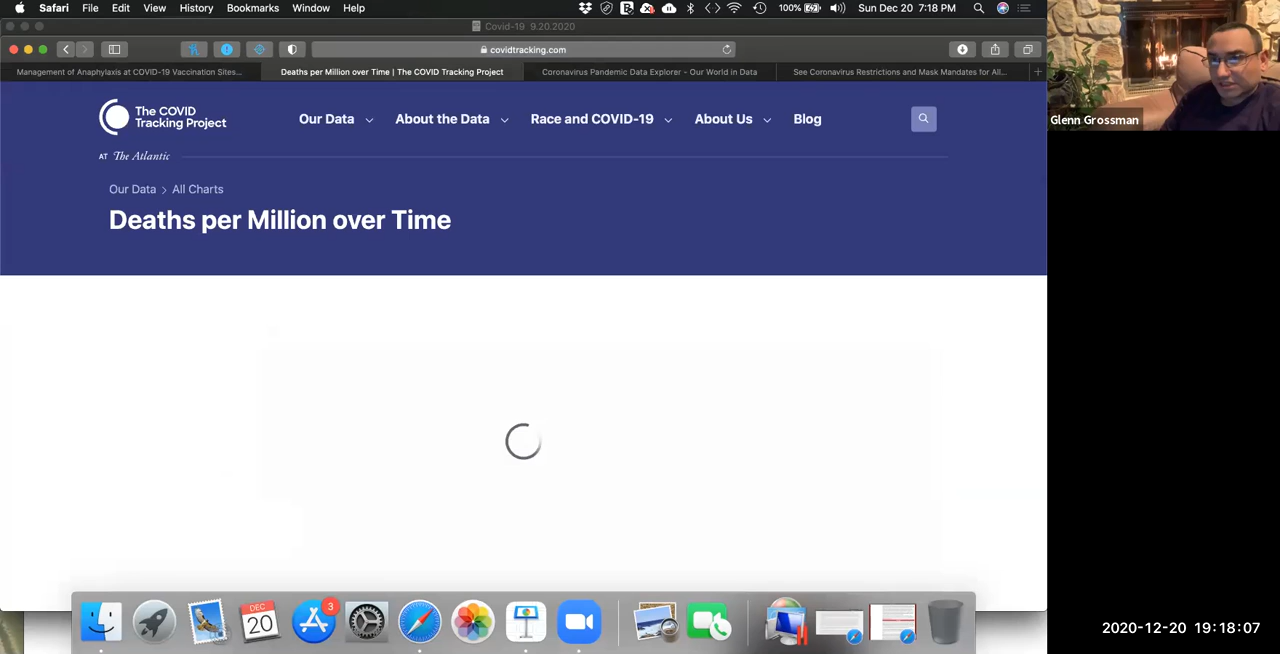 Safari File Edit View History Bookmarks Window Help 100% Sun Dec 20 7:18 PM
Covid-19 9.20.2020
covidtracking.com
Management of Anaphylaxis at COVID-19 Vaccination Sites... Deaths per Million over Time | The COVID Tracking Project Coronavirus Pandemic Data Explorer - Our World in Data See Coronavirus Restrictions and Mask Mandates for All...
Glenn Grossman
The COVID
Tracking Project
Our Data About the Data Race and COVID-19 About Us Blog
AT The Atlantic
Our Data > All Charts
Deaths per Million over Time
DEC
20
3
2020-12-20 19:18:07